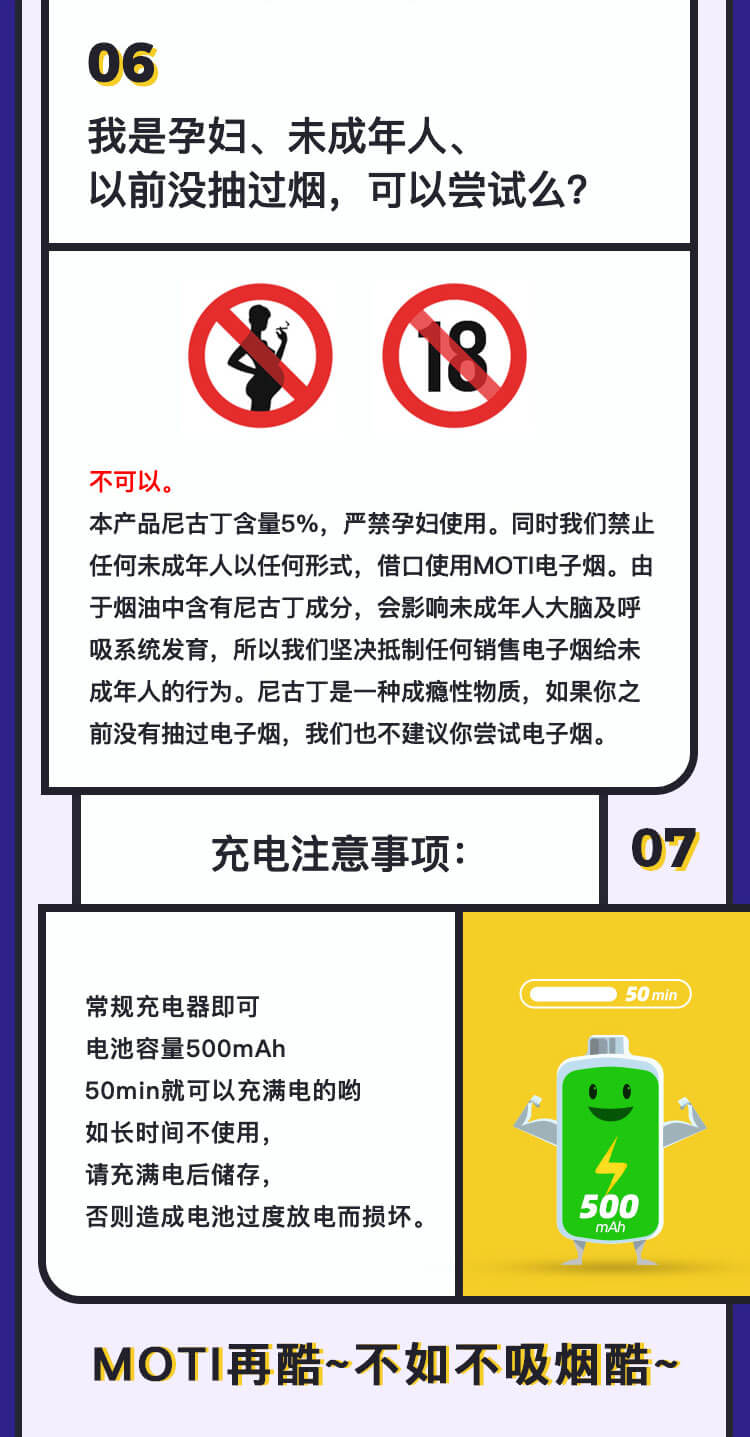 06
我是孕妇、未成年人、
以前没抽过烟，可以尝试么？
18
不可以。
本产品尼古丁含量5%，严禁孕妇使用。同时我们禁止
任何未成年人以任何形式，借口使用MOTI电子烟。由
于烟油中含有尼古丁成分，会影响未成年人大脑及呼
吸系统发育，所以我们坚决抵制任何销售电子烟给未
成年人的行为。尼古丁是一种成瘾性物质，如果你之
前没有抽过电子烟，我们也不建议你尝试电子烟。
充电注意事项：
07
常规充电器即可
电池容量500mAh
50min就可以充满电的哟
如长时间不使用，
请充满电后储存，
否则造成电池过度放电而损坏。
50 min
500
mAh
MOTI再酷~不如不吸烟酷~